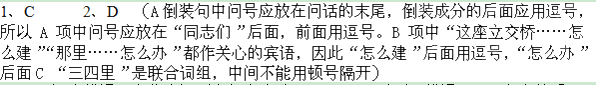 1、C　　2、D　（A 倒装句中问号应放在问话的末尾，倒装成分的后面应用逗号，
所以 A 项中问号应放在“同志们”后面，前面用逗号。B 项中“这座立交桥……怎
么建”“那里……怎么办”都作关心的宾语，因此“怎么建”后面用逗号，“怎么办”
后面 C “三四里”是联合词组，中间不能用顿号隔开）